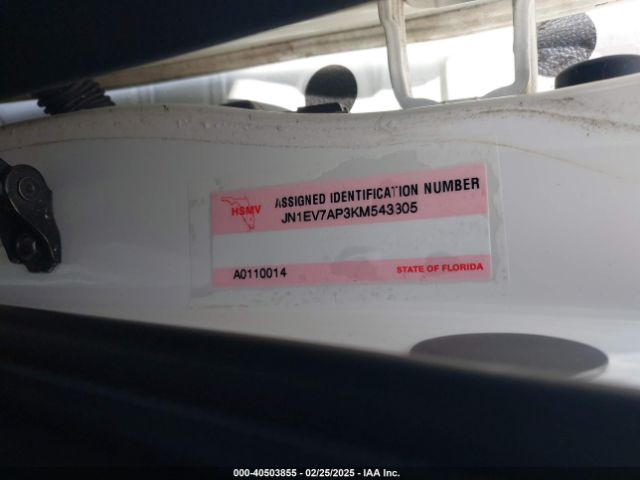 HSMV
ASSIGNED IDENTIFICATION NUMBER
JN1EV7AP3KM543305
A0110014
STATE OF FLORIDA
000-40503855 - 02/25/2025 - IAA Inc.